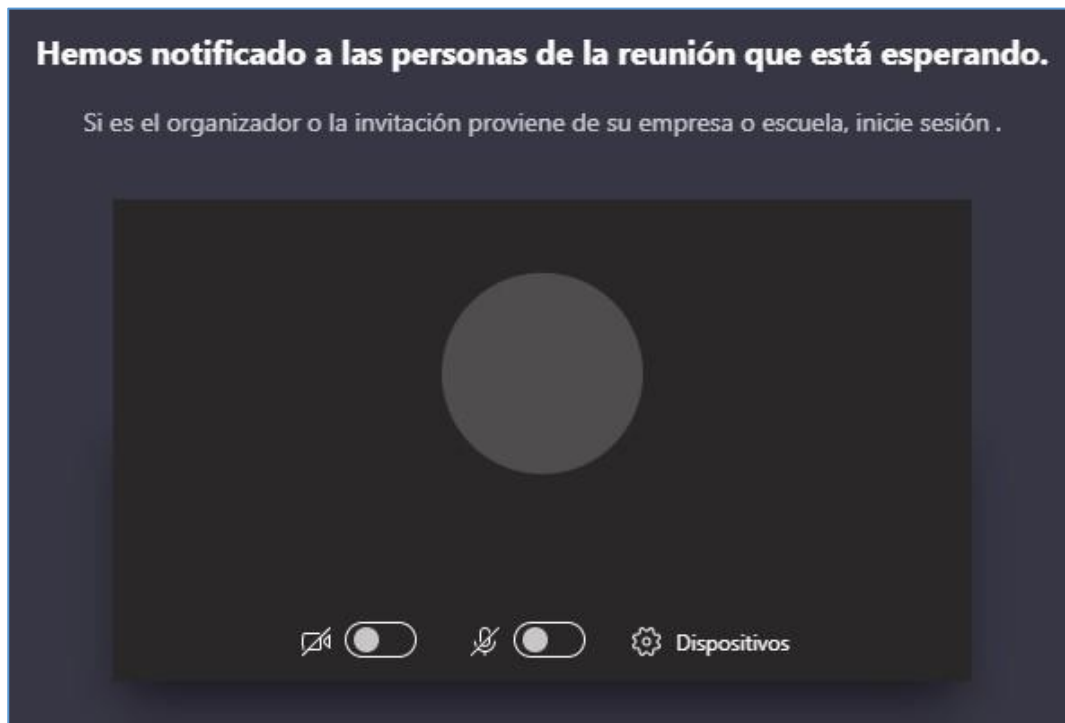 Hemos notificado a las personas de la reunión que está esperando.
Si es el organizador o la invitación proviene de su empresa o escuela, inicie sesión .
Dispositivos